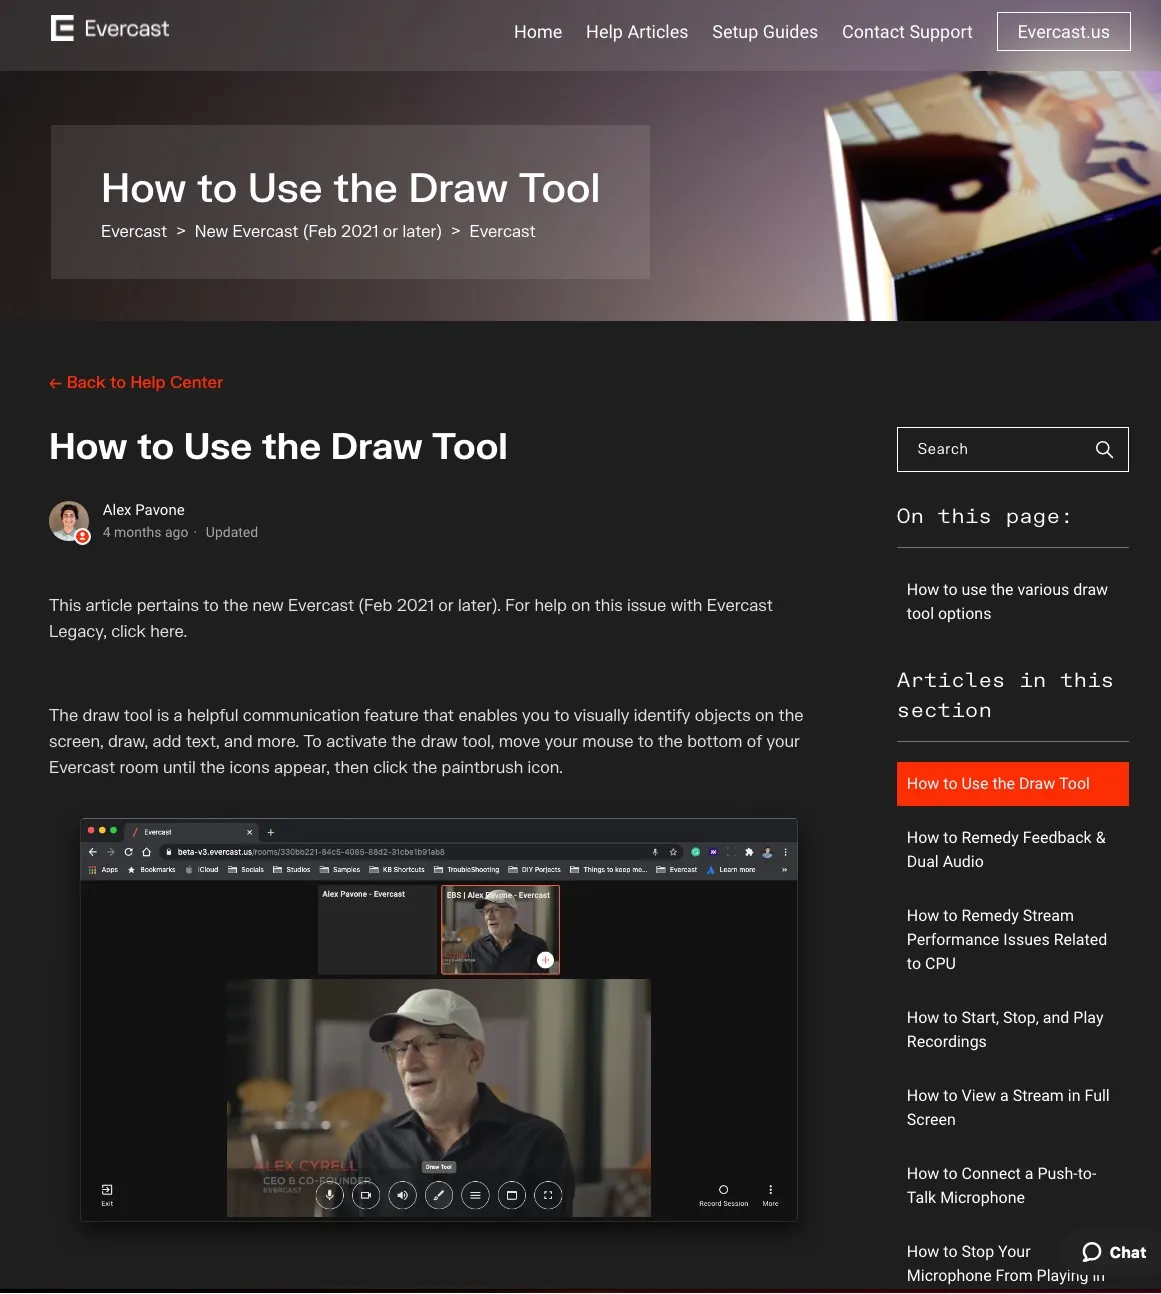 Evercast
Home Help Articles Setup Guides Contact Support Evercast.us
How to Use the Draw Tool
Evercast > New Evercast (Feb 2021 or later) > Evercast
← Back to Help Center
How to Use the Draw Tool
Alex Pavone
4 months ago · Updated
This article pertains to the new Evercast (Feb 2021 or later). For help on this issue with Evercast
Legacy, click here.
The draw tool is a helpful communication feature that enables you to visually identify objects on the
screen, draw, add text, and more. To activate the draw tool, move your mouse to the bottom of your
Evercast room until the icons appear, then click the paintbrush icon.
Evercast
beta-v3.evercast.us/rooms/330bb221-84c5-4085-88d2-31cbe1b91ab8
Apps Bookmarks iCloud Socials Studios Samples KB Shortcuts TroubleShooting DIY Porjects Things to keep me... Evercast Learn more »
Alex Pavone - Evercast
EBS | Alex Pavone - Evercast
ALEX CYRELL
CEO & CO-FOUNDER
EVERCAST
Draw Tool
Exit
Record Session More
Search
On this page:
How to use the various draw
tool options
Articles in this
section
How to Use the Draw Tool
How to Remedy Feedback &
Dual Audio
How to Remedy Stream
Performance Issues Related
to CPU
How to Start, Stop, and Play
Recordings
How to View a Stream in Full
Screen
How to Connect a Push-to-
Talk Microphone
How to Stop Your
Microphone From Playing in
Chat